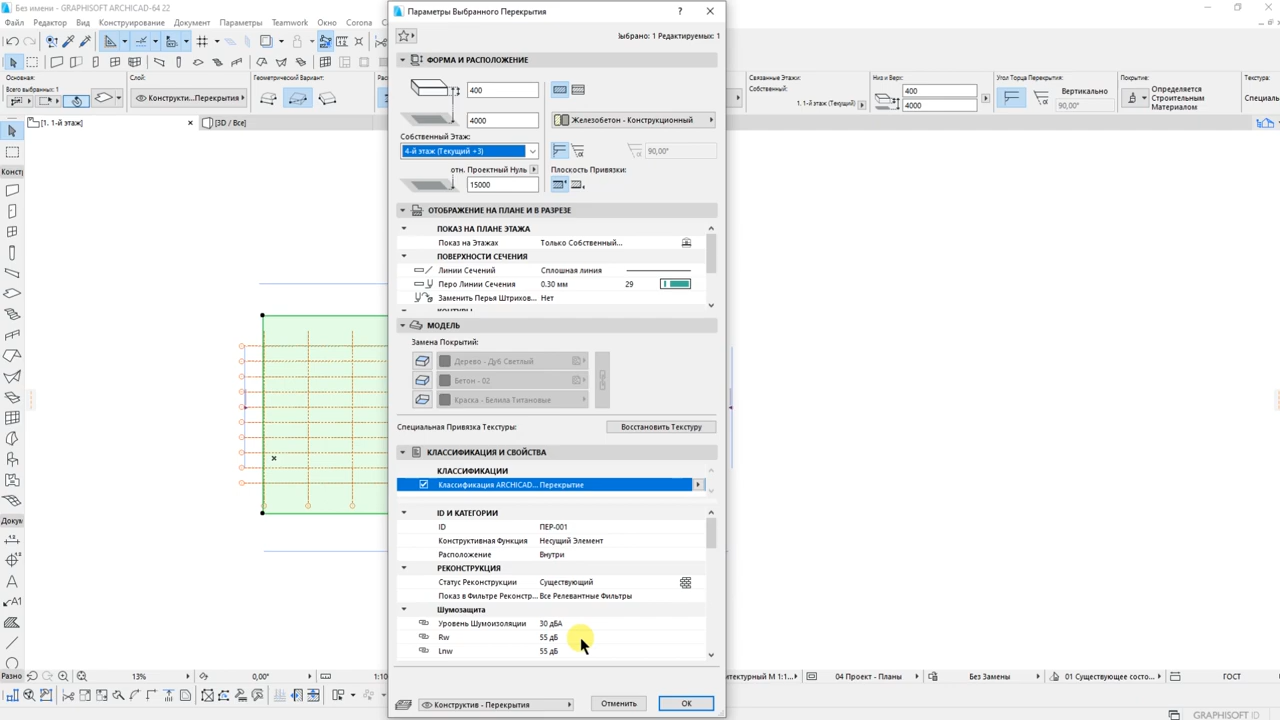 Без имени - GRAPHISOFT ARCHICAD-64 22
Файл Редактор Вид Конструирование Документ Параметры Teamwork Окно Corona
Основная:
Всего выбранных: 1
Слой:
Конструкти...Перекрытия
Геометрический Вариант:
[1. 1-й этаж]
[3D / Все]
Параметры Выбранного Перекрытия
Выбрано: 1 Редактируемых: 1
ФОРМА И РАСПОЛОЖЕНИЕ
400
4000
Железобетон - Конструкционный
Собственный Этаж:
4-й этаж (Текущий +3)
90,00°
отн. Проектный Нуль
Плоскость Привязки:
15000
ОТОБРАЖЕНИЕ НА ПЛАНЕ И В РАЗРЕЗЕ
ПОКАЗ НА ПЛАНЕ ЭТАЖА
Показ на Этажах Только Собственный...
ПОВЕРХНОСТИ СЕЧЕНИЯ
Линии Сечений Сплошная линия
Перо Линии Сечения 0.30 мм 29
Заменить Перья Штрихов... Нет
МОДЕЛЬ
Замена Покрытий:
Дерево - Дуб Светлый
Бетон - 02
Краска - Белила Титановые
Специальная Привязка Текстуры: Восстановить Текстуру
КЛАССИФИКАЦИЯ И СВОЙСТВА
КЛАССИФИКАЦИИ
Классификация ARCHICAD... Перекрытие
ID И КАТЕГОРИИ
ID ПЕР-001
Конструктивная Функция Несущий Элемент
Расположение Внутри
РЕКОНСТРУКЦИЯ
Статус Реконструкции Существующий
Показ в Фильтре Реконстр... Все Релевантные Фильтры
Шумозащита
Уровень Шумоизоляции 30 дБА
Rw 55 дБ
Lnw 55 дБ
Конструктив - Перекрытия
Отменить
OK
Связанные Этажи:
Собственный:
1. 1-й этаж (Текущий)
Низ и Верх:
400
4000
Угол Торца Перекрытия:
Вертикально
90,00°
Покрытие:
Определяется
Строительным
Материалом
Текстура:
Конст
Докум
Разно
13%
0,00°
04 Проект - Планы
Без Замены
01 Существующее состо...
ГОСТ
GRAPHISOFT ID